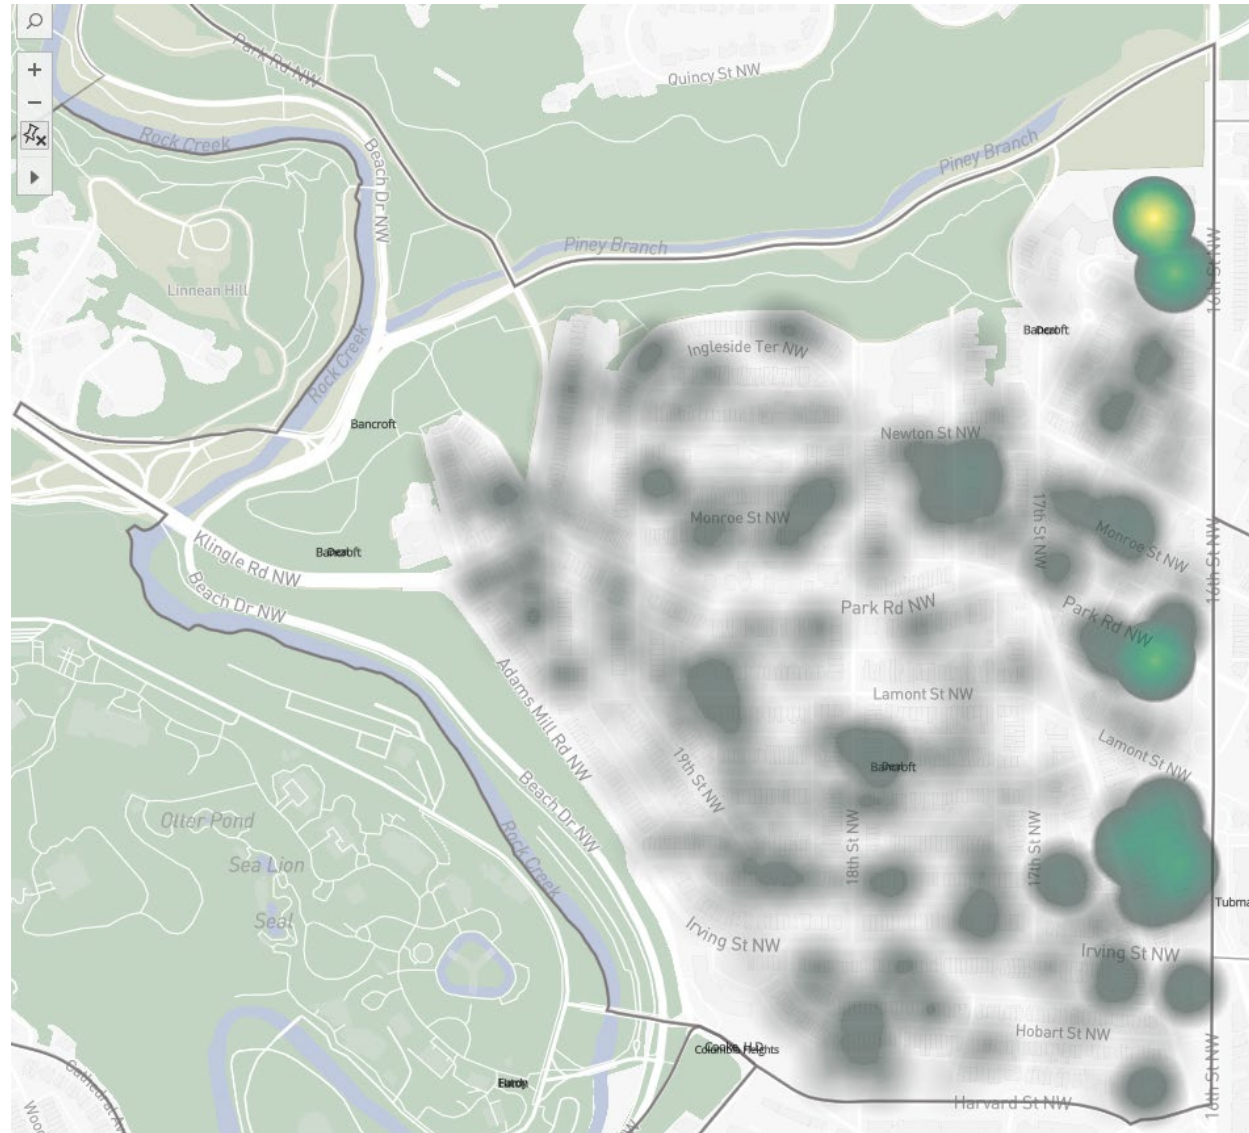 Park Rd NW
Quincy St NW
Rock Creek
Beach Dr NW
Piney Branch
Piney Branch
16th St NW
Linnean Hill
Rock Creek
Ingleside Ter NW
Bancroft
Newton St NW
Monroe St NW
17th St NW
Monroe St NW
16th St NW
Klingle Rd NW
Beach Dr NW
Park Rd NW
Park Rd NW
Adams Mill Rd NW
Lamont St NW
Lamont St NW
19th St NW
Beach Dr NW
Otter Pond
Rock Creek
18th St NW
17th St NW
Sea Lion
Seal
Irving St NW
Irving St NW
Hobart St NW
Columbia Heights
16th St NW
Harvard St NW